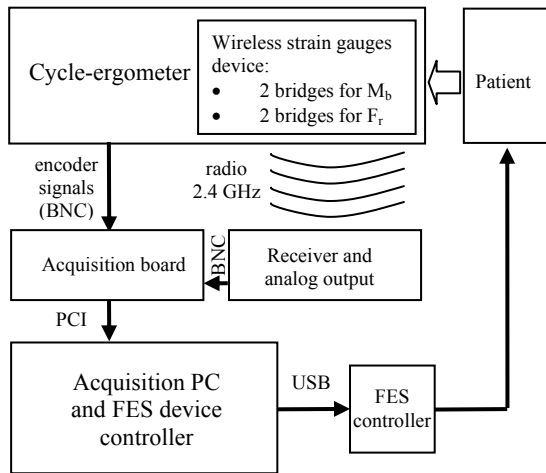 Cycle-ergometer
Wireless strain gauges
device:
• 2 bridges for Mb
• 2 bridges for Fr
Patient
encoder
signals
(BNC)
radio
2.4 GHz
Acquisition board
BNC
Receiver and
analog output
PCI
Acquisition PC
and FES device
controller
USB
FES
controller